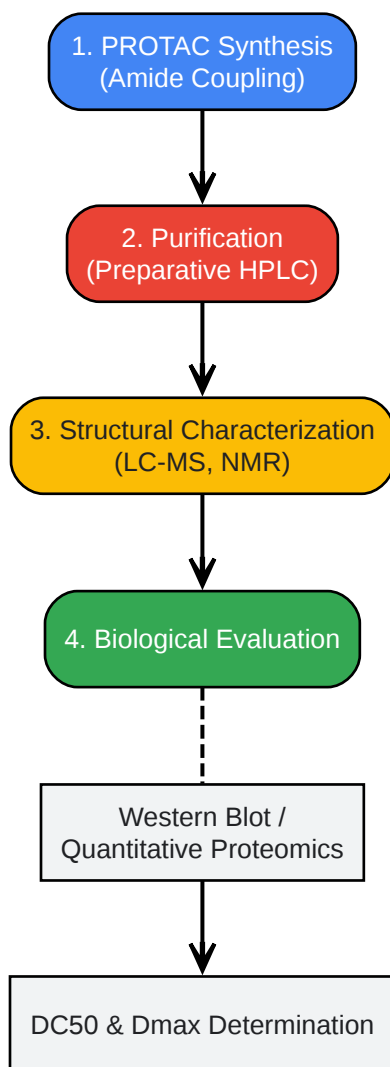 1. PROTAC Synthesis
(Amide Coupling)
2. Purification
(Preparative HPLC)
3. Structural Characterization
(LC-MS, NMR)
4. Biological Evaluation
Western Blot /
Quantitative Proteomics
DC50 & Dmax Determination